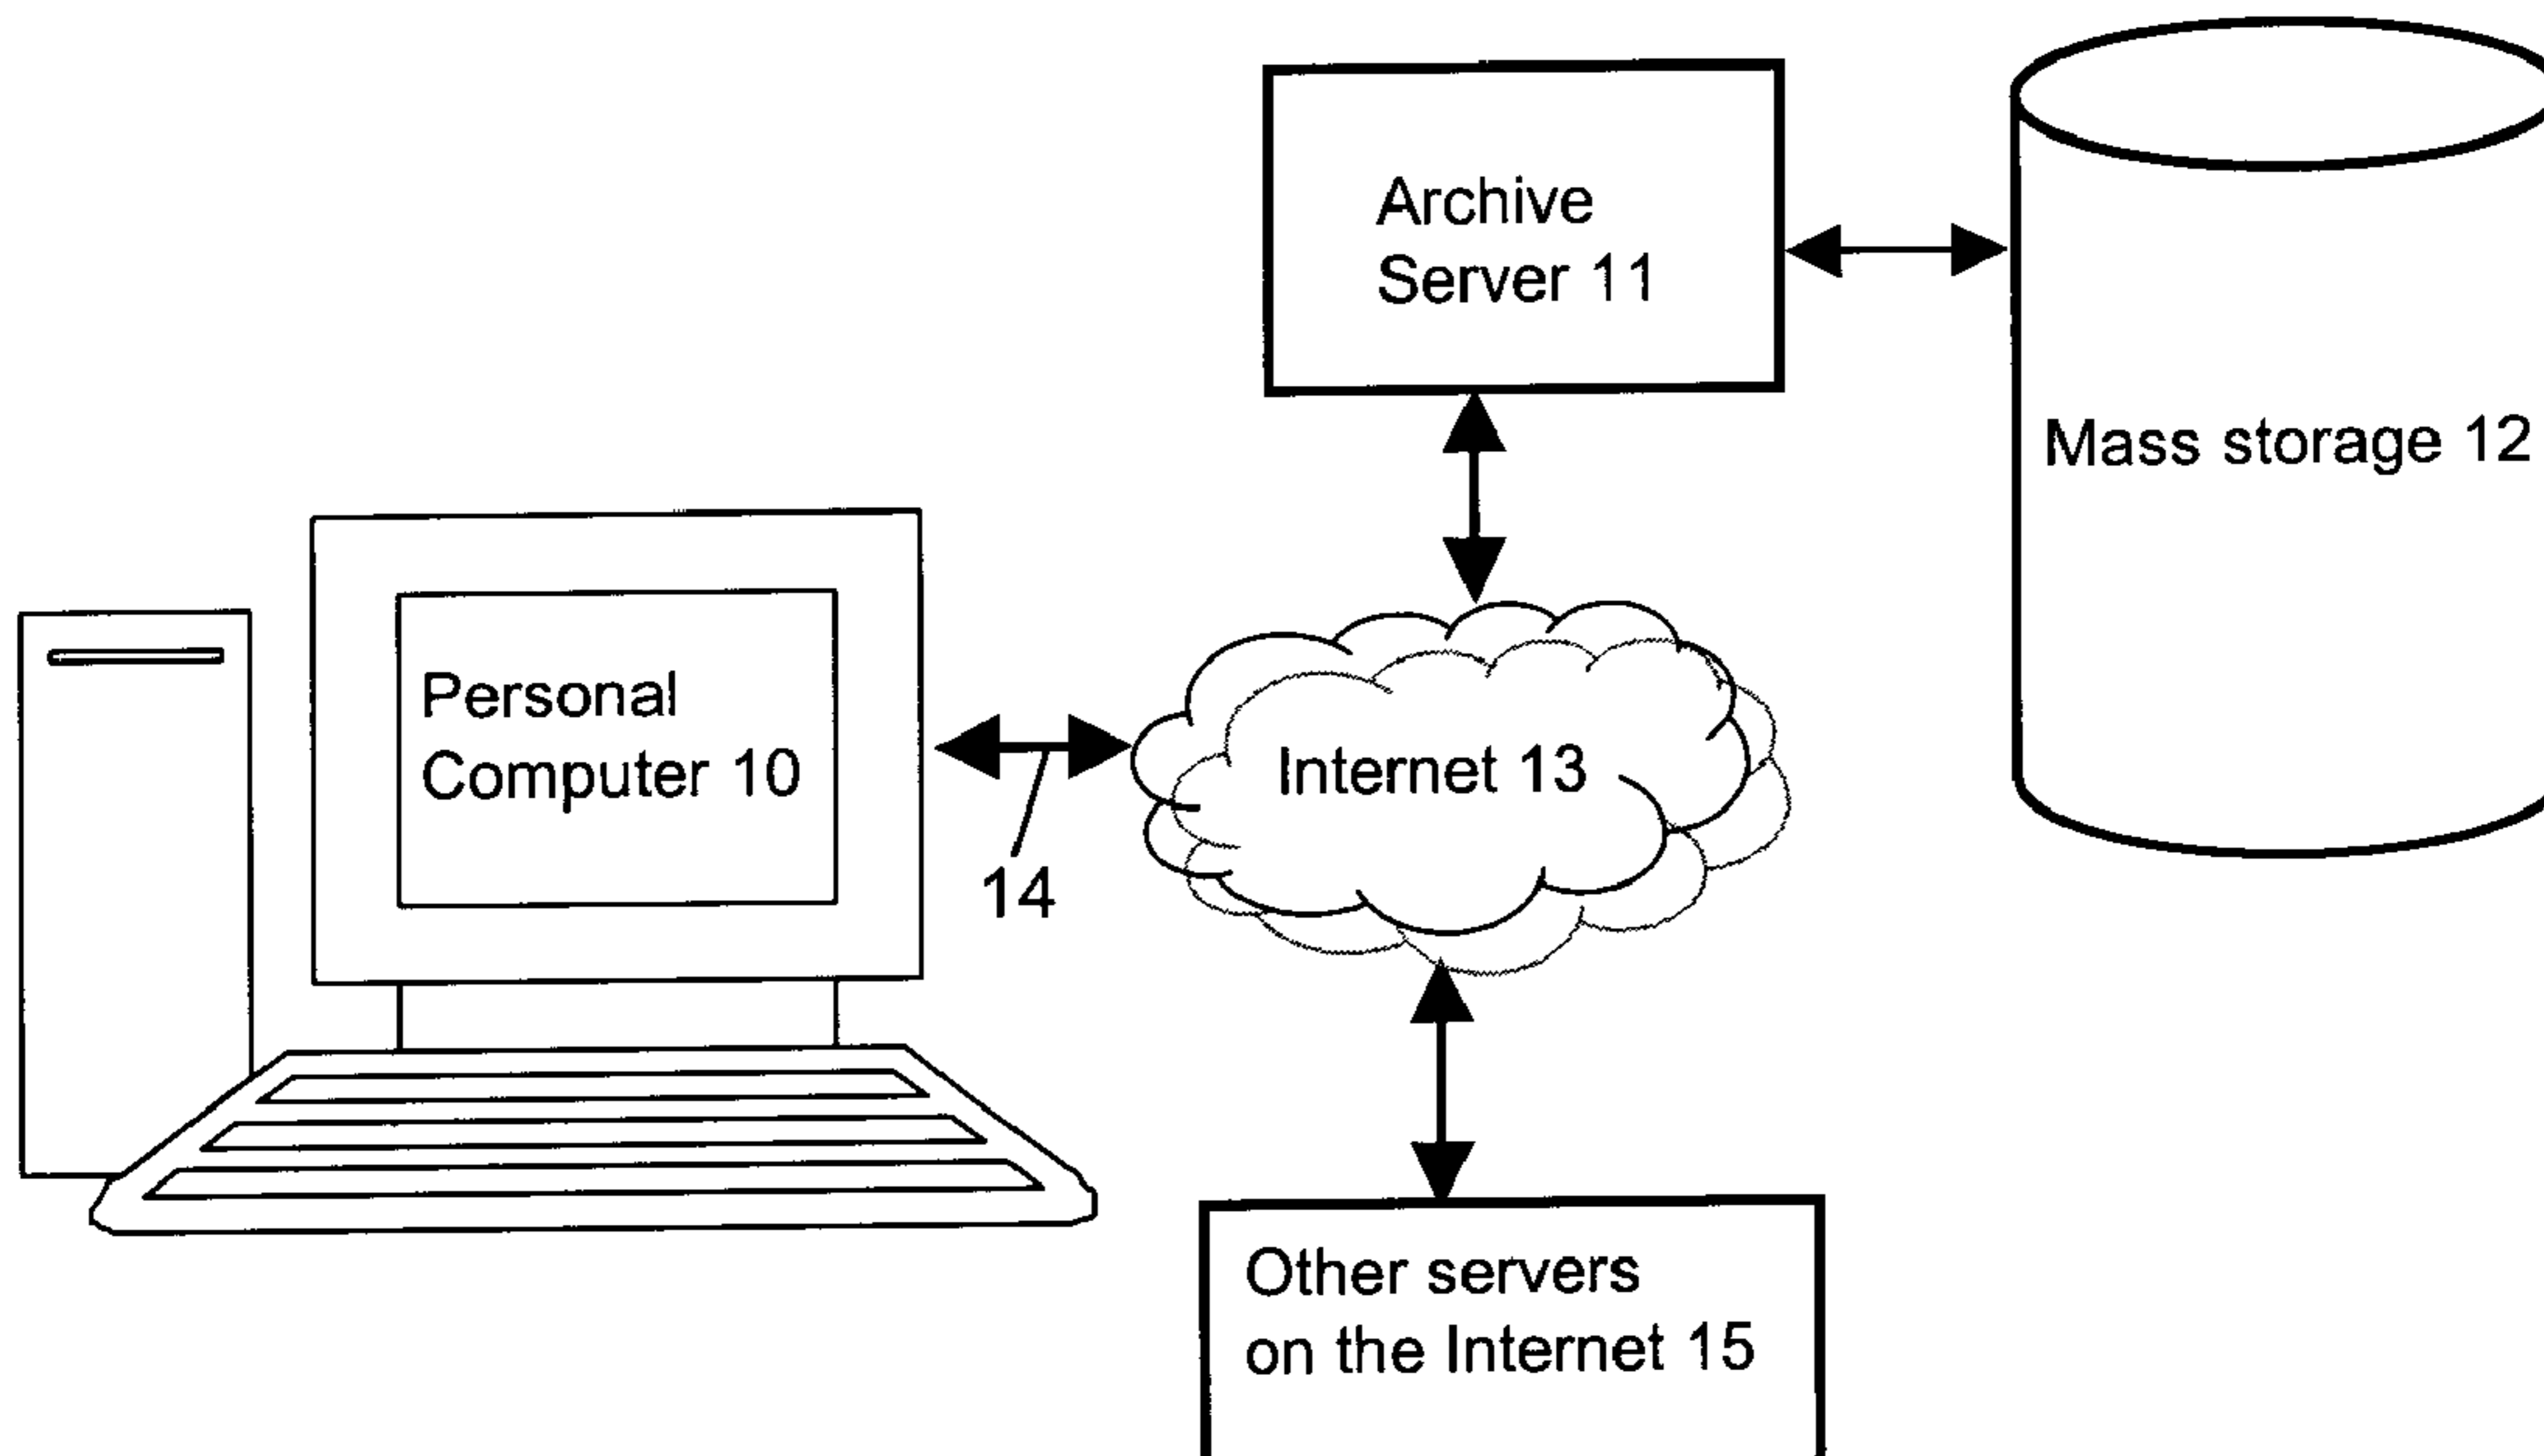 Archive
Server 11
Mass storage 12
Personal
Computer 10
Internet 13
14
Other servers
on the Internet 15